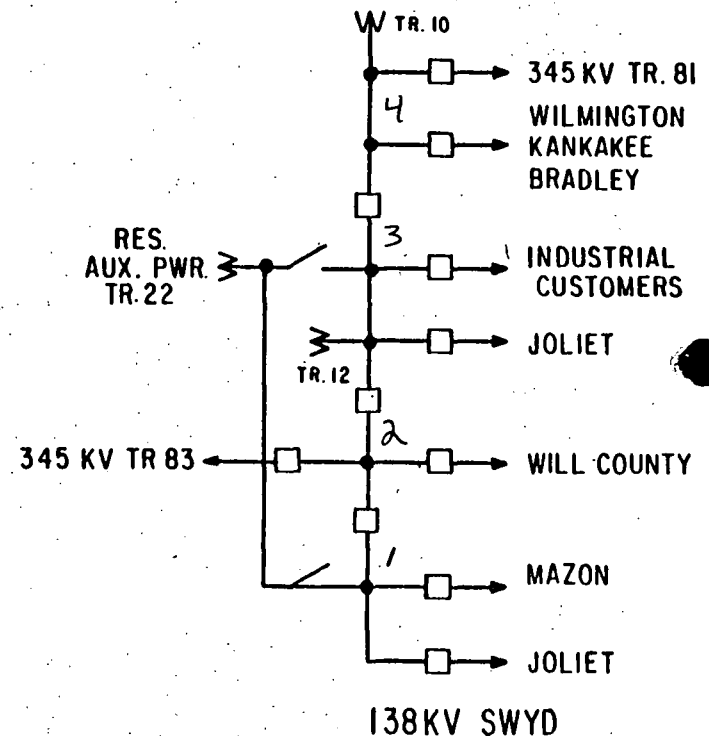 TR. 10
345 KV TR. 81
4
WILMINGTON
KANKAKEE
BRADLEY
3
RES.
AUX. PWR.
TR. 22
INDUSTRIAL
CUSTOMERS
JOLIET
TR. 12
2
345 KV TR 83
WILL COUNTY
1
MAZON
JOLIET
138KV SWYD